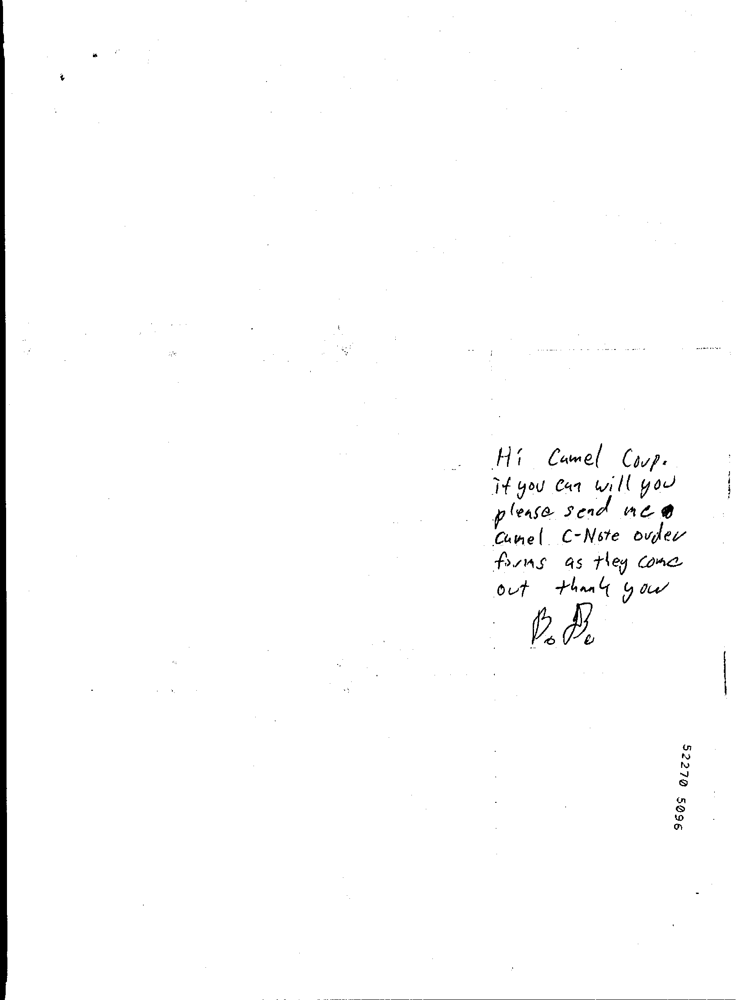 Hi Camel Coup.
if you can will you
please send me
Camel C-Note order
forms as they come
out thank you
52270 5096